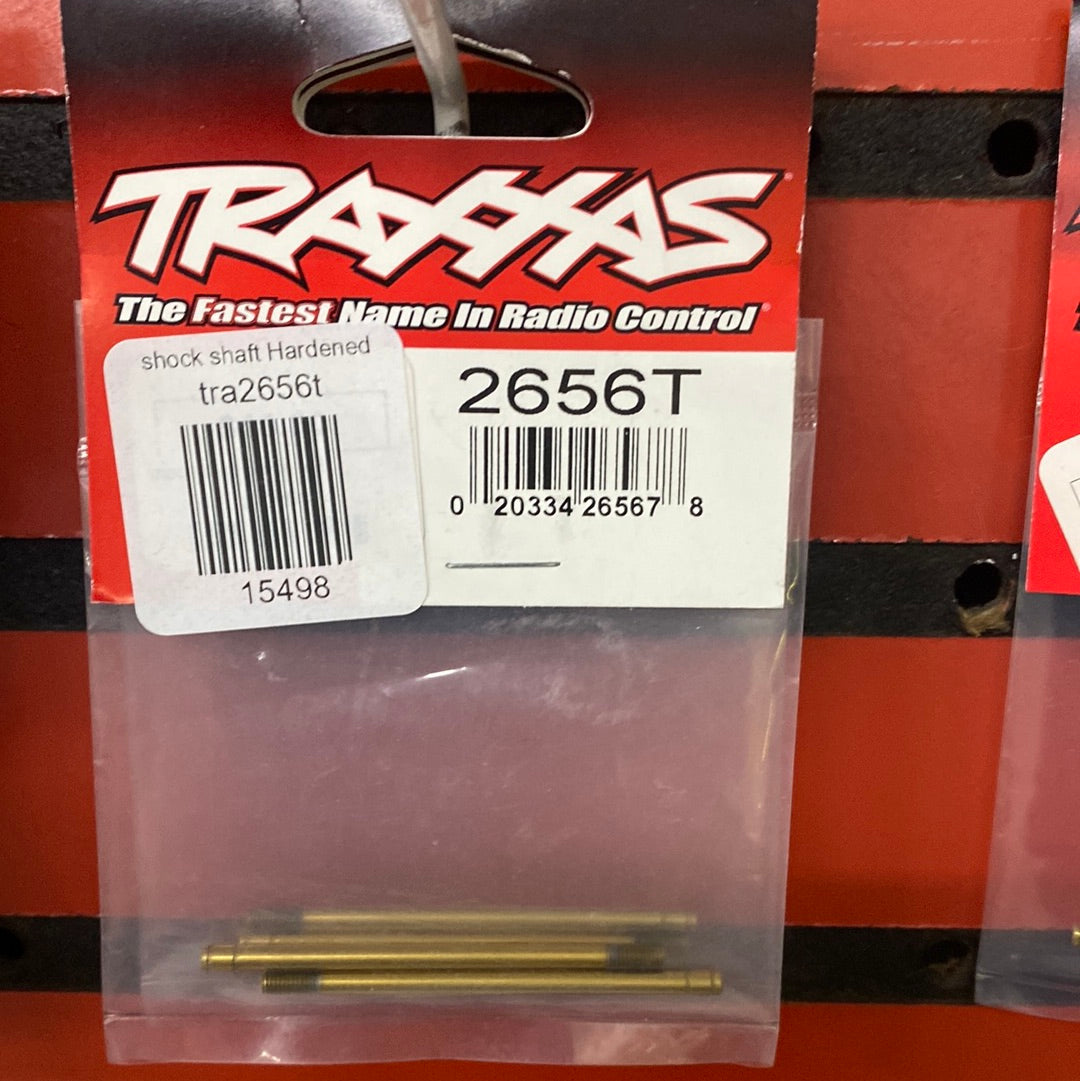 TRAXXAS
The Fastest Name In Radio Control
shock shaft Hardened
tra2656t
15498
2656T
0 20334 26567 8